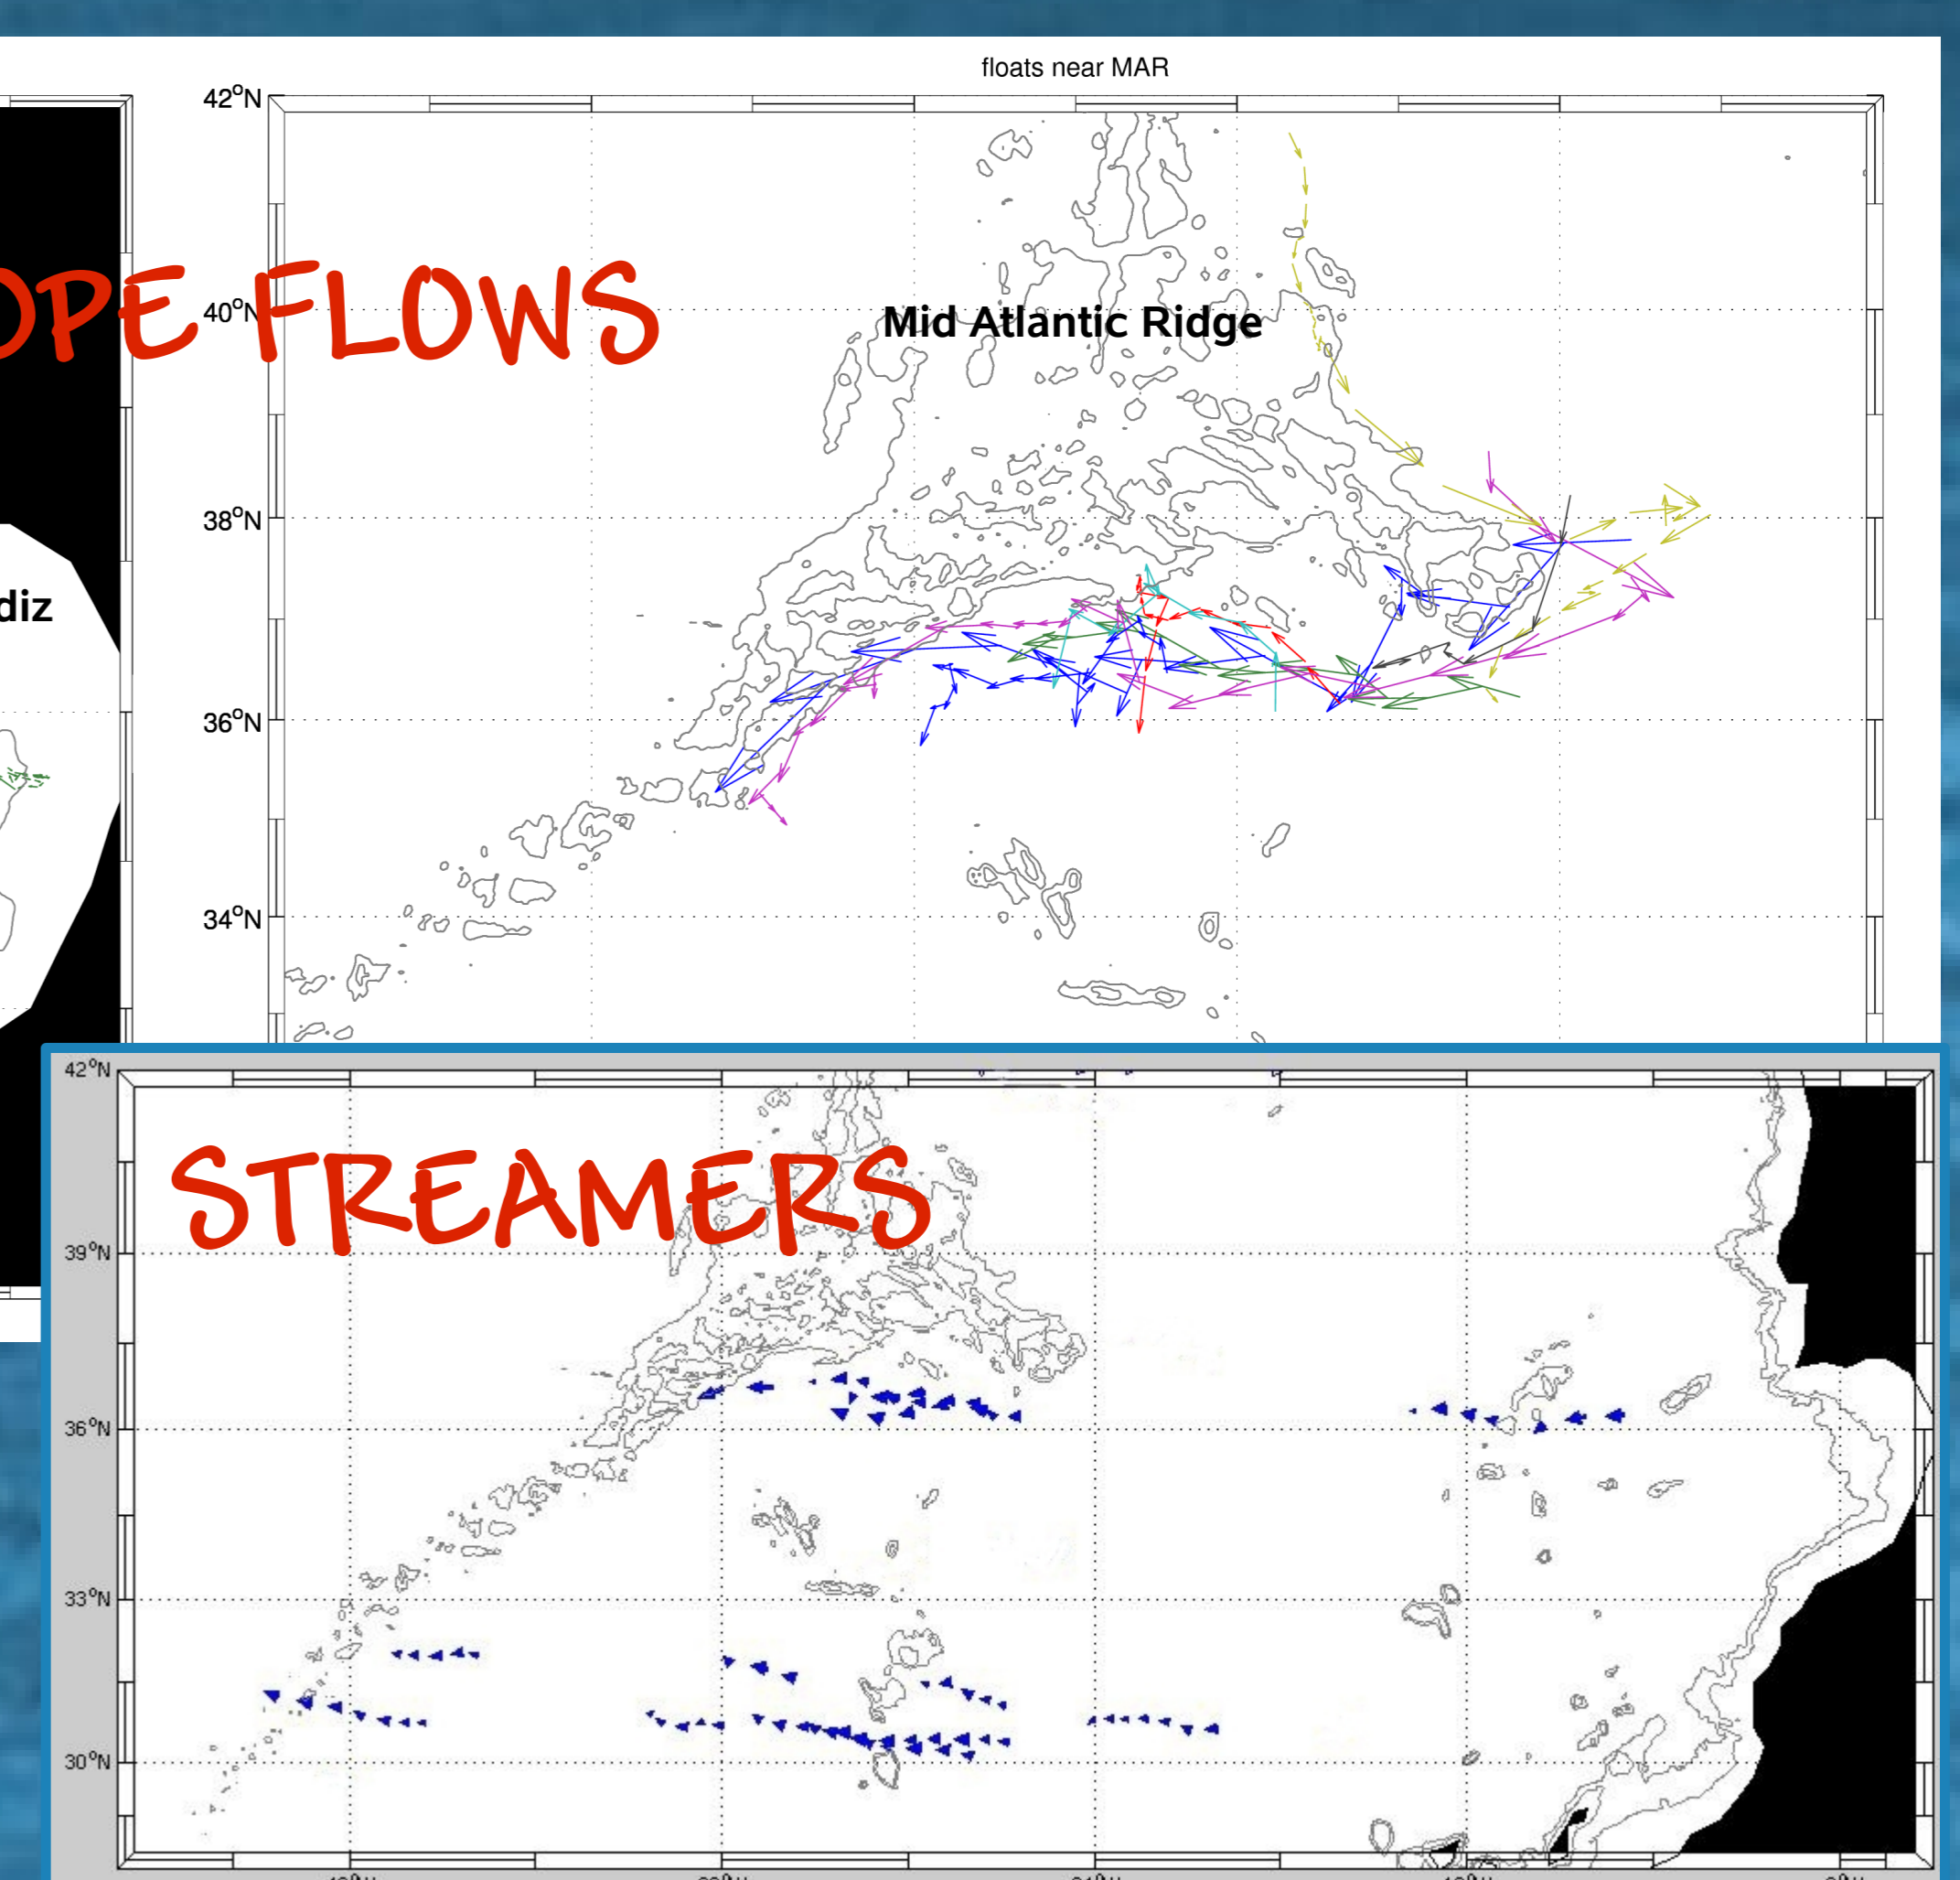 floats near MAR
42°N
OPE FLOWS
40°N
Mid Atlantic Ridge
38°N
diz
36°N
34°N
42°N
STREAMERS
39°N
36°N
33°N
30°N